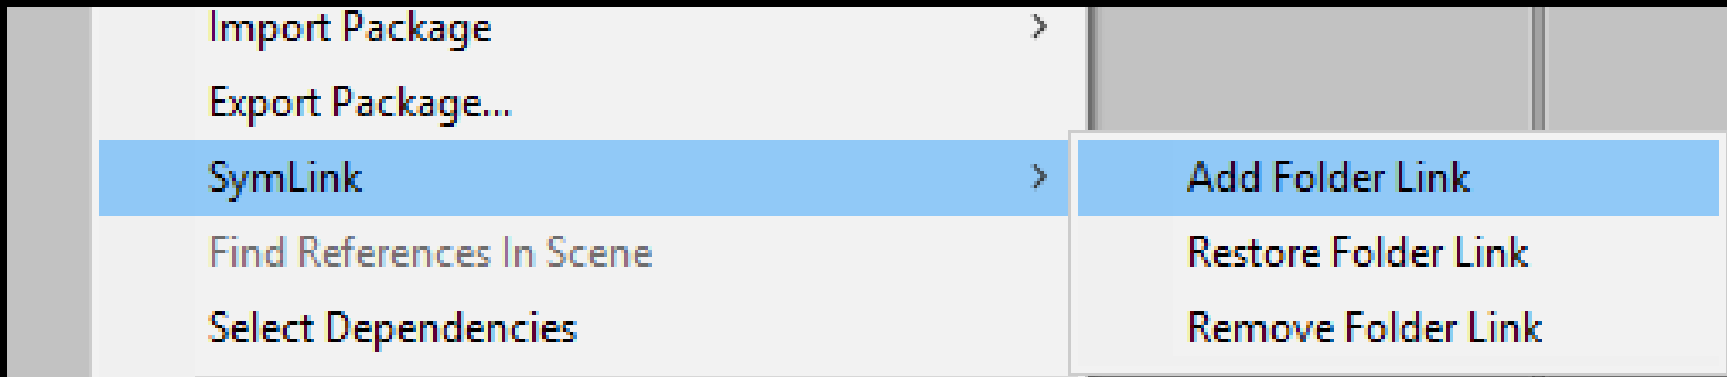 Import Package
Export Package...
SymLink
Find References In Scene
Select Dependencies
Add Folder Link
Restore Folder Link
Remove Folder Link